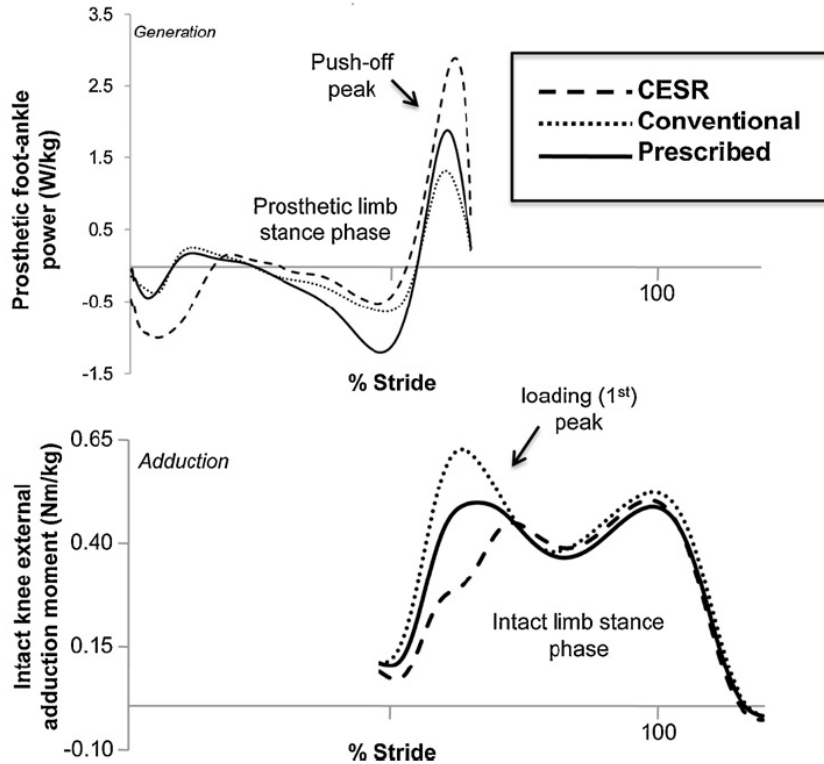 3.5
Generation
Push-off
peak
CESR
Conventional
Prescribed
2.5
1.5
0.5
-0.5
-1.5
Prosthetic foot-ankle
power (W/kg)
Prosthetic limb
stance phase
100
% Stride
loading (1st)
peak
0.65
Adduction
0.40
0.15
-0.10
Intact knee external
adduction moment (Nm/kg)
Intact limb stance
phase
100
% Stride